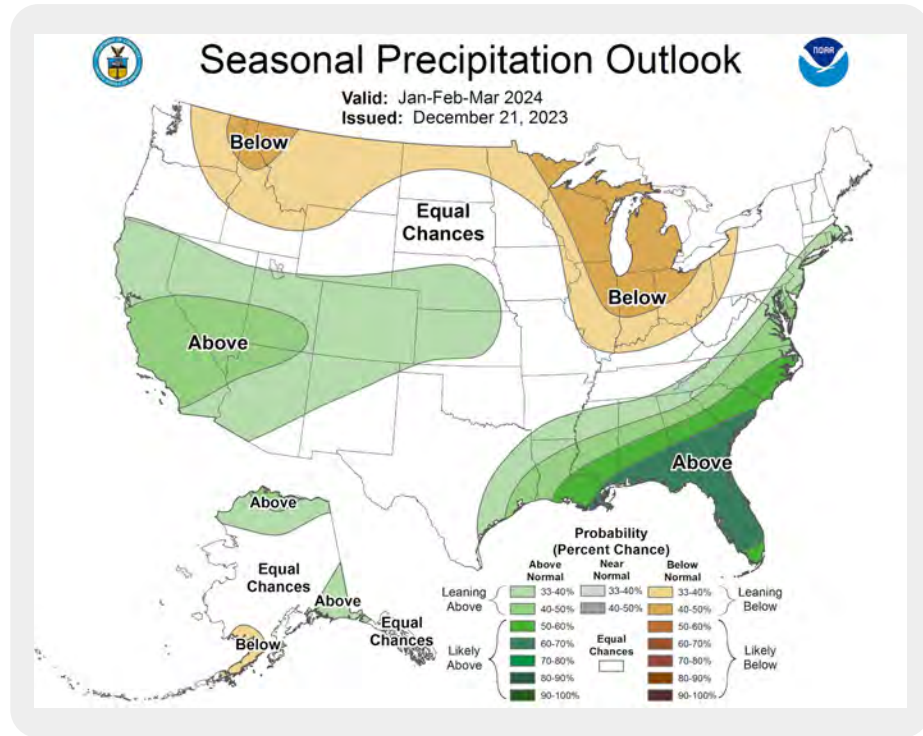 Seasonal Precipitation Outlook
NOAA
Valid: Jan-Feb-Mar 2024
Issued: December 21, 2023
Below
Equal
Chances
Below
Above
Above
Above
Equal
Chances
Above
Equal
Chances
Below
Probability
(Percent Chance)
Above
Normal
Near
Normal
Below
Normal
Leaning
Above
33-40%
33-40%
33-40%
Leaning
Below
40-50%
40-50%
40-50%
Likely
Above
50-60%
Equal
Chances
50-60%
Likely
Below
60-70%
60-70%
70-80%
70-80%
80-90%
80-90%
90-100%
90-100%